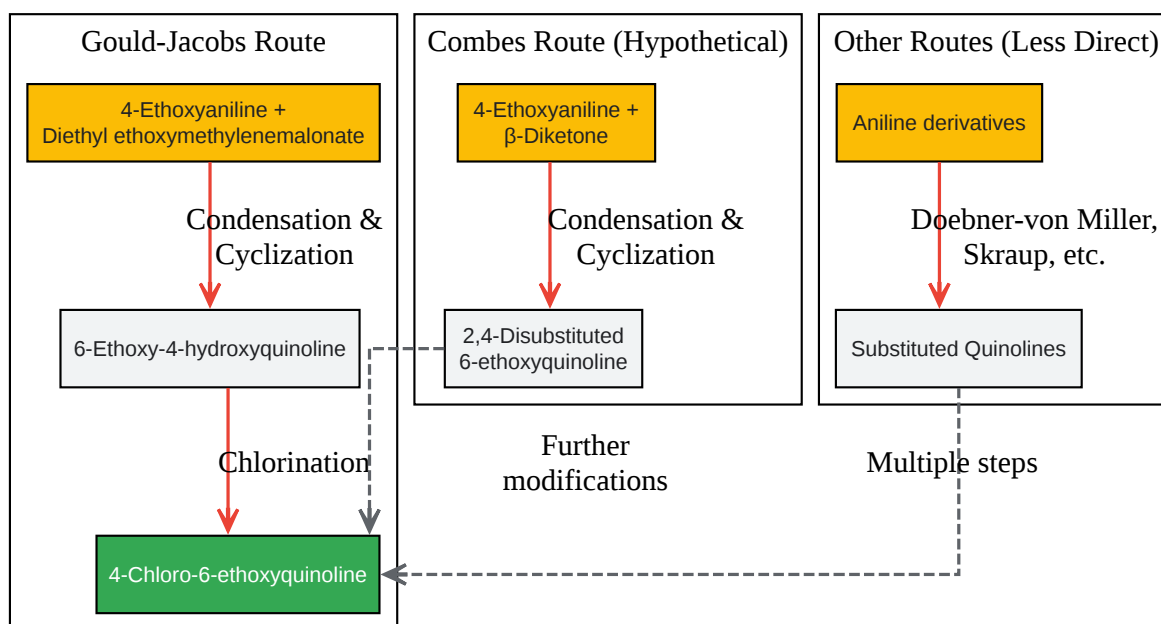 Gould-Jacobs Route
4-Ethoxyaniline +
Diethyl ethoxymethylenemalonate
Condensation &
Cyclization
6-Ethoxy-4-hydroxyquinoline
Chlorination
4-Chloro-6-ethoxyquinoline
Combes Route (Hypothetical)
4-Ethoxyaniline +
β-Diketone
Condensation &
Cyclization
2,4-Disubstituted
6-ethoxyquinoline
Further
modifications
Other Routes (Less Direct)
Aniline derivatives
Doebner-von Miller,
Skraup, etc.
Substituted Quinolines
Multiple steps